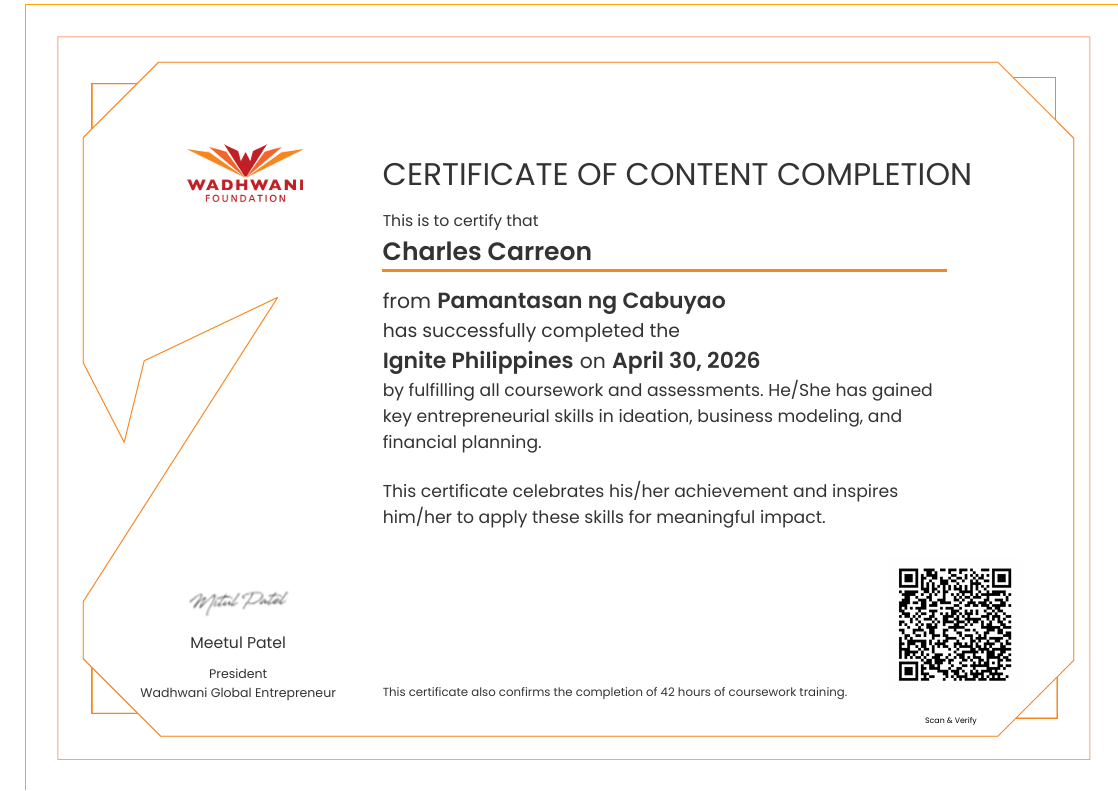 WADHWANI
FOUNDATION
CERTIFICATE OF CONTENT COMPLETION
This is to certify that
Charles Carreon
from Pamantasan ng Cabuyao
has successfully completed the
Ignite Philippines on April 30, 2026
by fulfilling all coursework and assessments. He/She has gained
key entrepreneurial skills in ideation, business modeling, and
financial planning.
This certificate celebrates his/her achievement and inspires
him/her to apply these skills for meaningful impact.
Mitul Patel
Meetul Patel
President
Wadhwani Global Entrepreneur
This certificate also confirms the completion of 42 hours of coursework training.
Scan & Verify